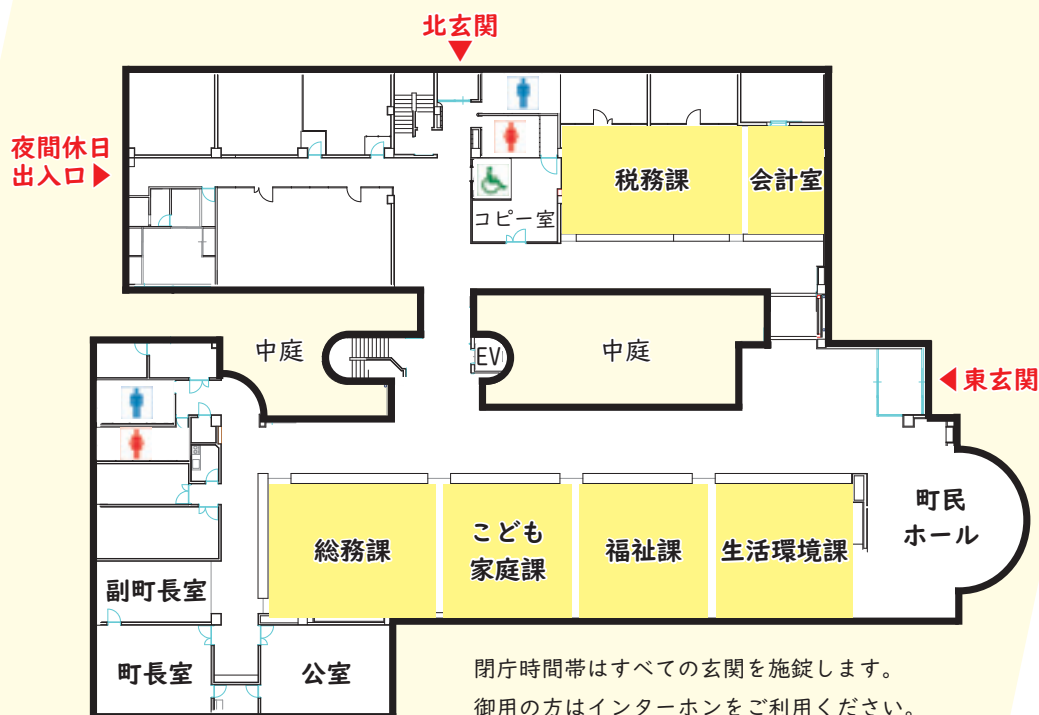 北玄関
夜間休日
出入口
税務課
会計室
コピー室
中庭
EV
中庭
東玄関
町民
ホール
総務課
こども
家庭課
福祉課
生活環境課
副町長室
町長室
公室
閉庁時間帯はすべての玄関を施錠します。
御用の方はインターホンをご利用ください。